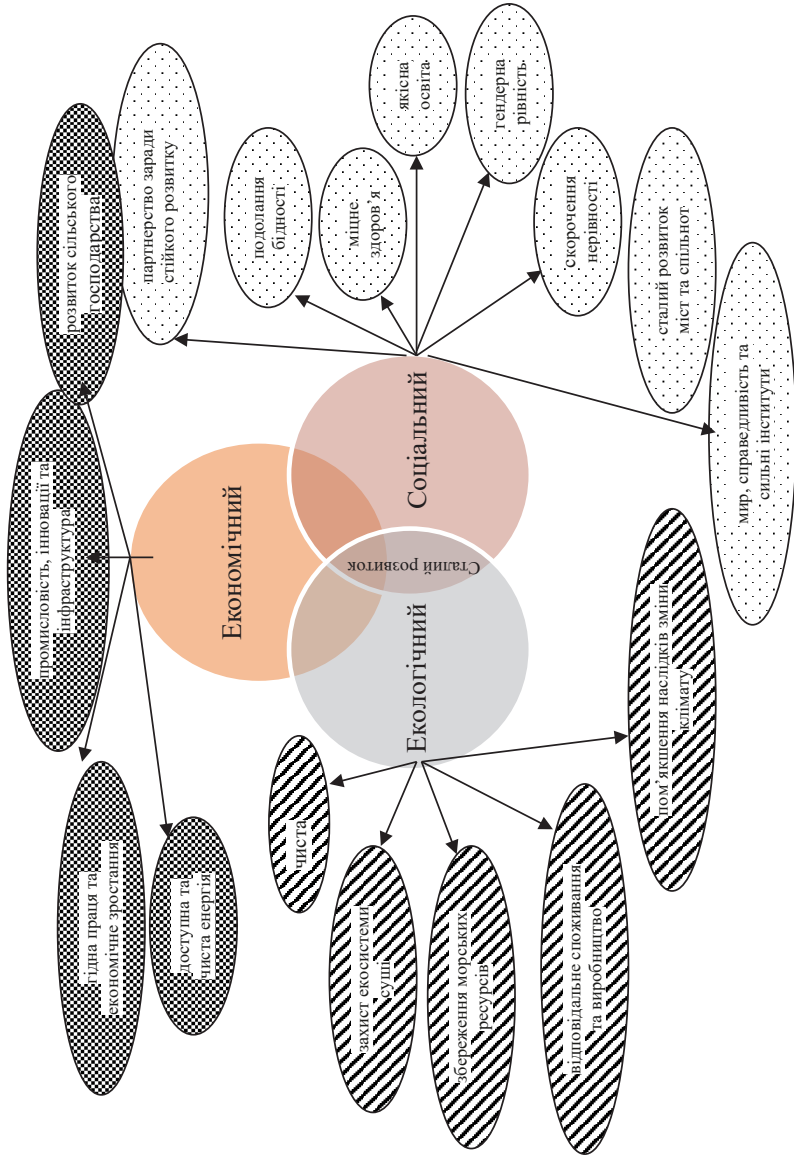 гідна праця та
економічне зростання
промисловість, інновації та
інфраструктура
розвиток сільського
господарства
доступна та
чиста енергія
партнерство заради
стійкого розвитку
Економічний
подолання
бідності
чиста
міцне
здоров’я
захист екосистеми
суші
Екологічний
Сталий розвиток
Соціальний
якісна
освіта
збереження морських
ресурсів
гендерна
рівність
відповідальне споживання
та виробництво
скорочення
нерівності
пом’якшення наслідків зміни
клімату
сталий розвиток
міст та спільнот
мир, справедливість та
сильні інститути